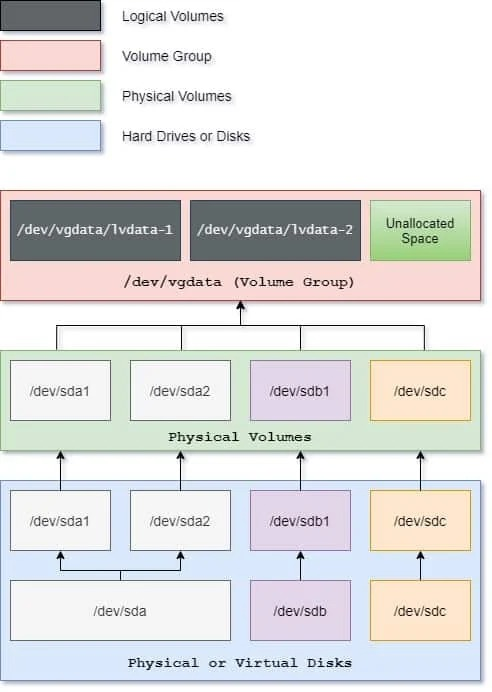 Logical Volumes
Volume Group
Physical Volumes
Hard Drives or Disks
/dev/vgdata/lvdata-1
/dev/vgdata/lvdata-2
Unallocated
Space
/dev/vgdata (Volume Group)
/dev/sda1
/dev/sda2
/dev/sdb1
/dev/sdc
Physical Volumes
/dev/sda1
/dev/sda2
/dev/sdb1
/dev/sdc
/dev/sda
/dev/sdb
/dev/sdc
Physical or Virtual Disks